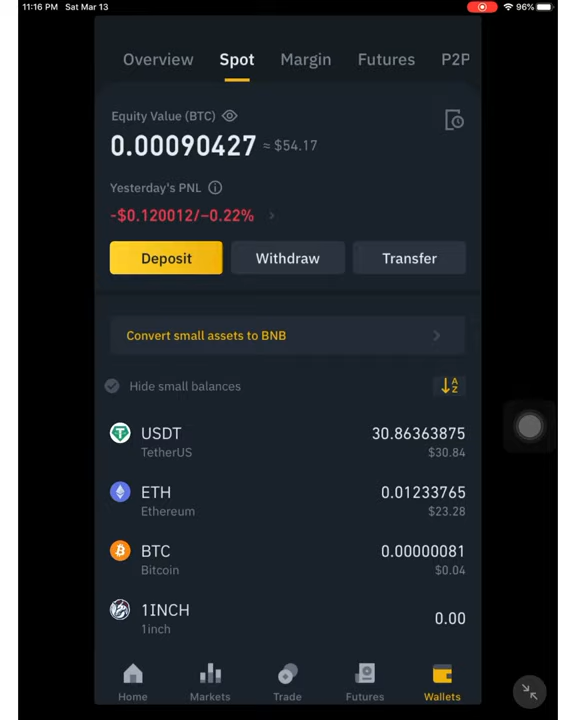 11:16 PM Sat Mar 13 96%
Overview Spot Margin Futures P2P
Equity Value (BTC)
0.00090427 ≈ $54.17
Yesterday's PNL
-$0.120012/-0.22%
Deposit Withdraw Transfer
Convert small assets to BNB
Hide small balances
USDT 30.86363875
TetherUS $30.84
ETH 0.01233765
Ethereum $23.28
BTC 0.00000081
Bitcoin $0.04
1INCH 0.00
1inch
Home Markets Trade Futures Wallets